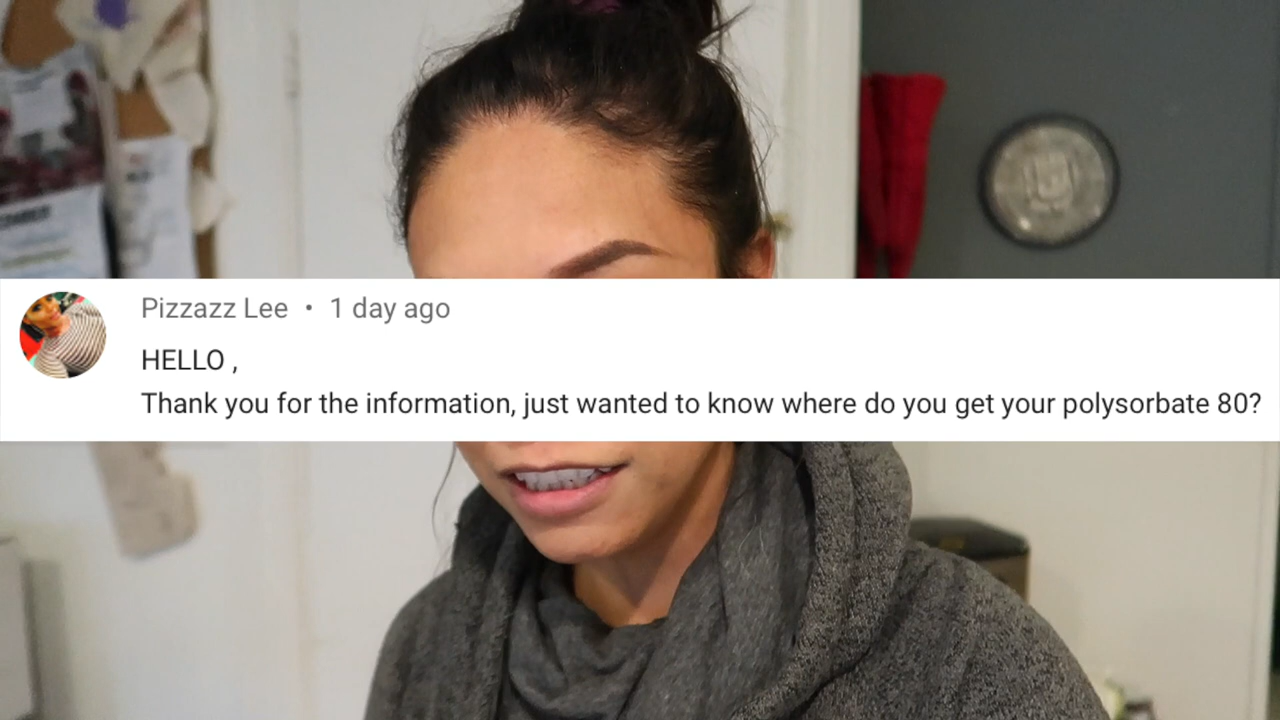 Pizzazz Lee • 1 day ago
HELLO ,
Thank you for the information, just wanted to know where do you get your polysorbate 80?